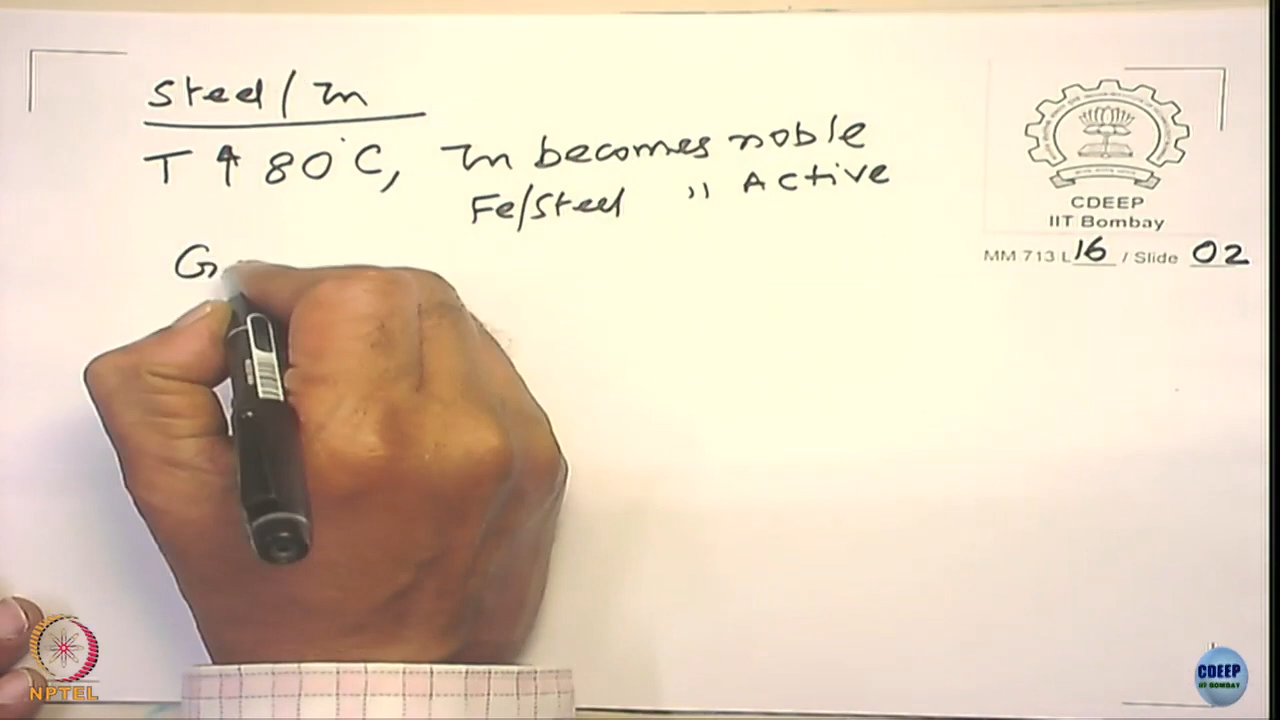 Steel / Zn
T ↑ 80°C, Zn becomes noble
Fe/Steel " Active
G
CDEEP
IIT Bombay
MM 713 L16 / Slide 02
NPTEL
CDEEP
IIT BOMBAY